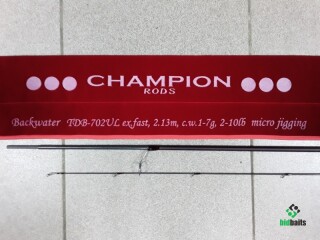 CHAMPION
RODS
Backwater TDB-702UL ex.fast, 2.13m, c.w.1-7g, 2-10lb micro jigging
bidbaits